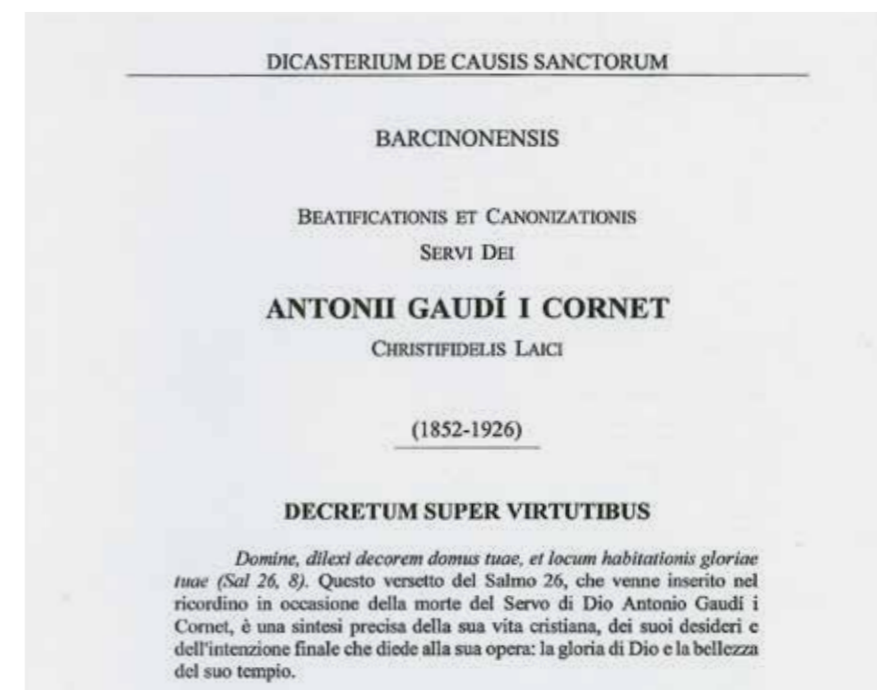 DICASTERIUM DE CAUSIS SANCTORUM
BARCINONENSIS
BEATIFICATIONIS ET CANONIZATIONIS
SERVI DEI
ANTONII GAUDÍ I CORNET
CHRISTIFIDELIS LAICI
(1852-1926)
DECRETUM SUPER VIRTUTIBUS
Domine, dilexi decorem domus tuae, et locum habitationis gloriae
tuae (Sal 26, 8). Questo versetto del Salmo 26, che venne inserito nel
ricordino in occasione della morte del Servo di Dio Antonio Gaudí i
Cornet, è una sintesi precisa della sua vita cristiana, dei suoi desideri e
dell'intenzione finale che diede alla sua opera: la gloria di Dio e la bellezza
del suo tempio.